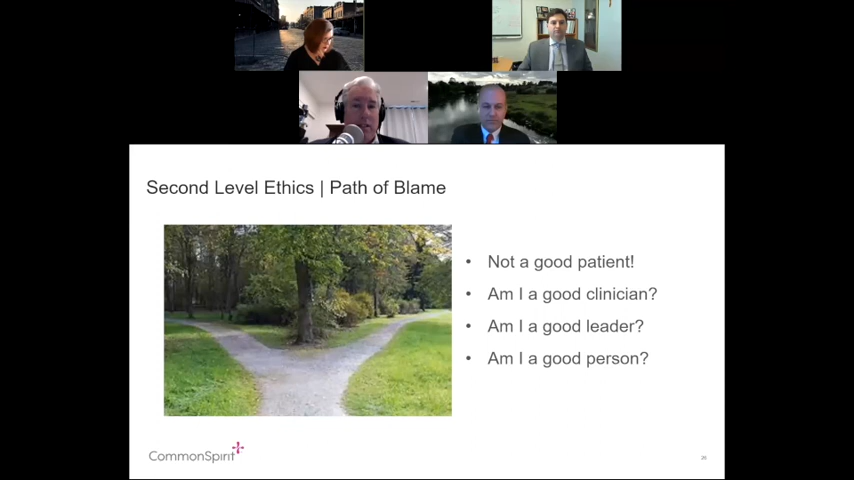 Second Level Ethics | Path of Blame
• Not a good patient!
• Am I a good clinician?
• Am I a good leader?
• Am I a good person?
CommonSpirit